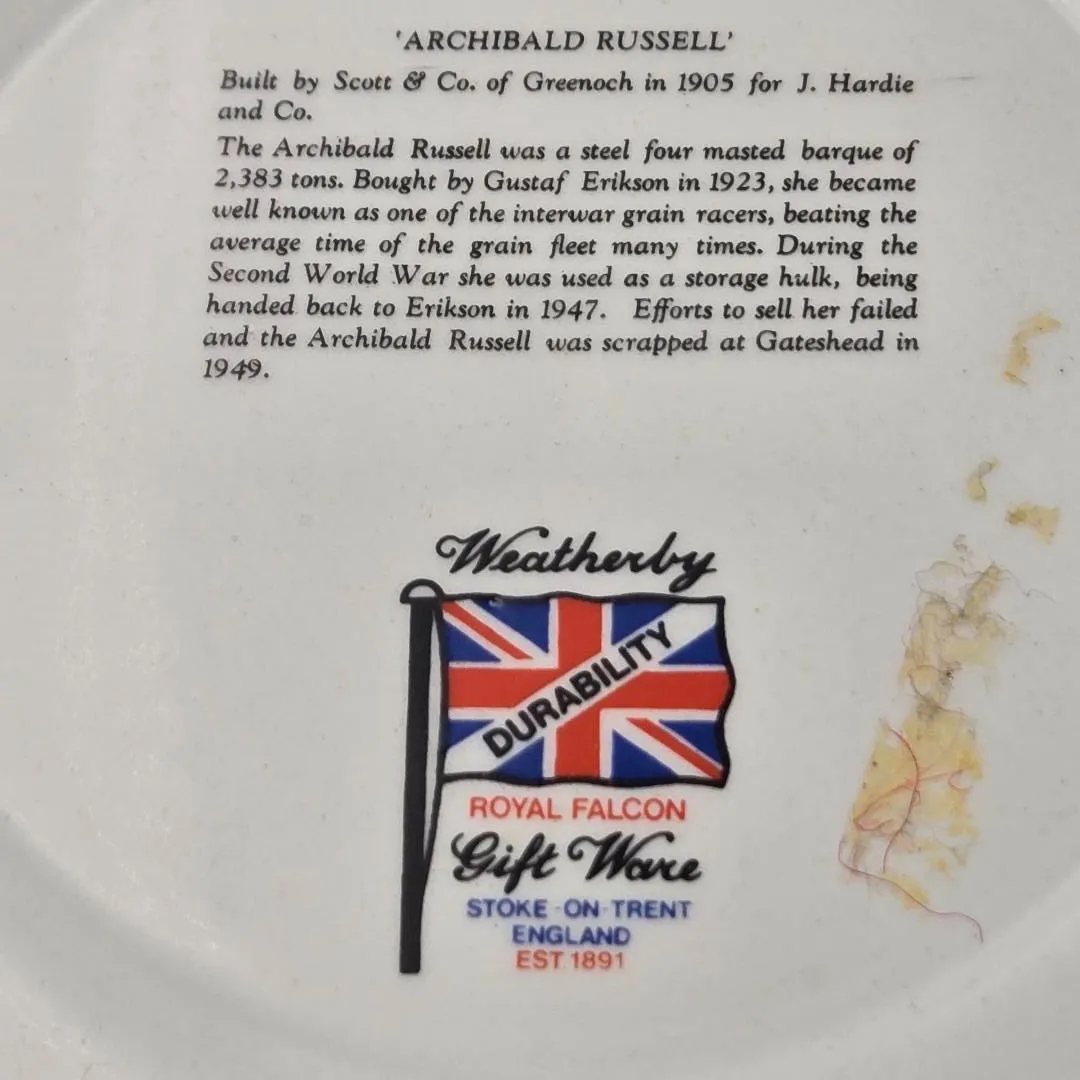 'ARCHIBALD RUSSELL'
Built by Scott & Co. of Greenoch in 1905 for J. Hardie
and Co.
The Archibald Russell was a steel four masted barque of
2,383 tons. Bought by Gustaf Erikson in 1923, she became
well known as one of the interwar grain racers, beating the
average time of the grain fleet many times. During the
Second World War she was used as a storage hulk, being
handed back to Erikson in 1947. Efforts to sell her failed
and the Archibald Russell was scrapped at Gateshead in
1949.
Weatherby
DURABILITY
ROYAL FALCON
Gift Ware
STOKE-ON-TRENT
ENGLAND
EST. 1891